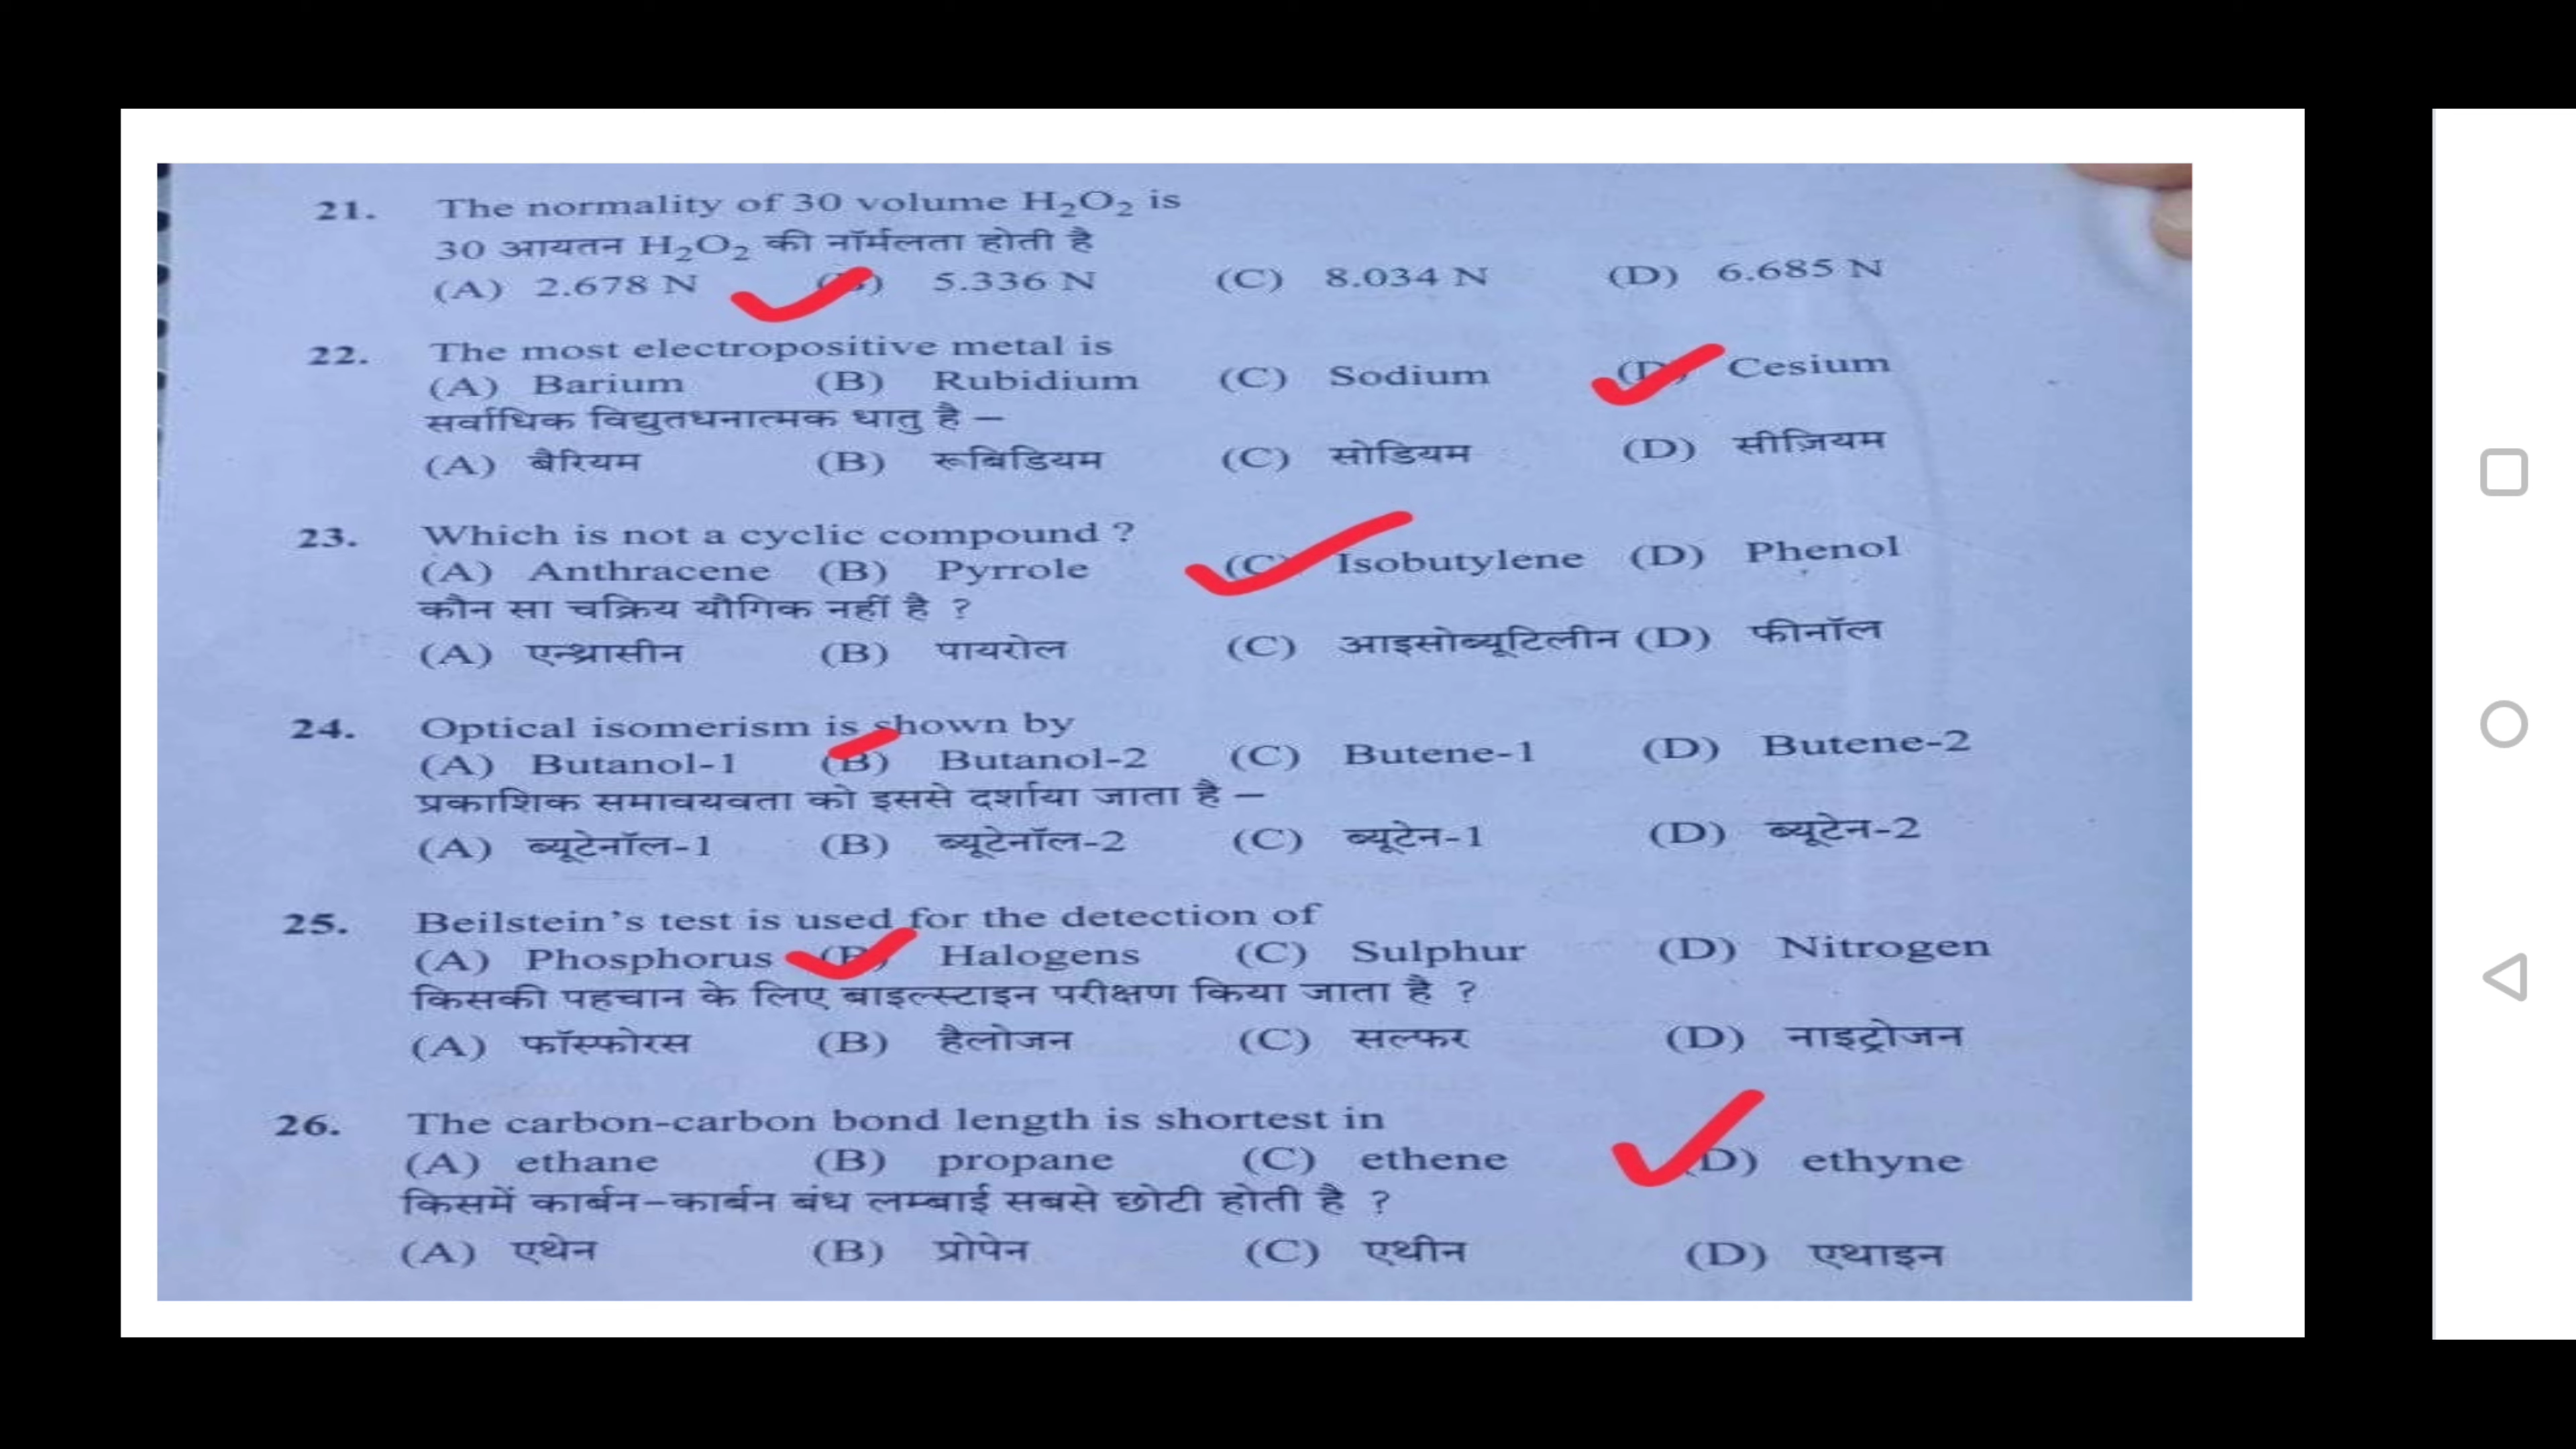 21. The normality of 30 volume H₂O₂ is
30 आयतन H₂O₂ की नॉर्मलता होती है
(A) 2.678 N (B) 5.336 N (C) 8.034 N (D) 6.685 N
22. The most electropositive metal is
(A) Barium (B) Rubidium (C) Sodium (D) Cesium
सर्वाधिक विद्युतधनात्मक धातु है –
(A) बैरियम (B) रूबिडियम (C) सोडियम (D) सीज़ियम
23. Which is not a cyclic compound ?
(A) Anthracene (B) Pyrrole (C) Isobutylene (D) Phenol
कौन सा चक्रिय यौगिक नहीं है ?
(A) एन्थ्रासीन (B) पायरोल (C) आइसोब्यूटिलीन (D) फीनॉल
24. Optical isomerism is shown by
(A) Butanol-1 (B) Butanol-2 (C) Butene-1 (D) Butene-2
प्रकाशिक समावयवता को इससे दर्शाया जाता है –
(A) ब्यूटेनॉल-1 (B) ब्यूटेनॉल-2 (C) ब्यूटेन-1 (D) ब्यूटेन-2
25. Beilstein's test is used for the detection of
(A) Phosphorus (B) Halogens (C) Sulphur (D) Nitrogen
किसकी पहचान के लिए बाइल्स्टाइन परीक्षण किया जाता है ?
(A) फॉस्फोरस (B) हैलोजन (C) सल्फर (D) नाइट्रोजन
26. The carbon-carbon bond length is shortest in
(A) ethane (B) propane (C) ethene (D) ethyne
किसमें कार्बन–कार्बन बंध लम्बाई सबसे छोटी होती है ?
(A) एथेन (B) प्रोपेन (C) एथीन (D) एथाइन